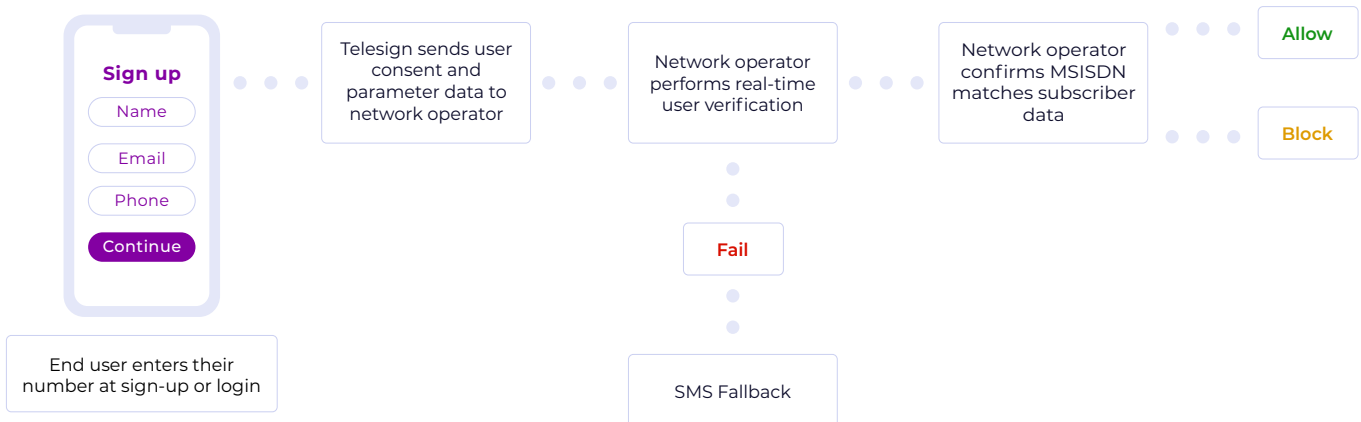 Sign up
Name
Email
Phone
Continue
End user enters their
number at sign-up or login
Telesign sends user
consent and
parameter data to
network operator
Network operator
performs real-time
user verification
Fail
SMS Fallback
Network operator
confirms MSISDN
matches subscriber
data
Allow
Block